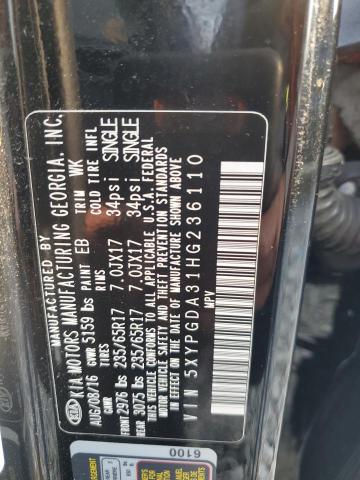 MANUFACTURED BY
KIA MOTORS MANUFACTURING GEORGIA, INC.
AUG/08/16 GVWR 5159 lbs PAINT EB TRIM WK
GAWR TIRES RIMS COLD TIRE INFL
FRONT 2976 lbs 235/65R17 7.0JX17 34psi SINGLE
REAR 3075 lbs 235/65R17 7.0JX17 34psi SINGLE
THIS VEHICLE CONFORMS TO ALL APPLICABLE U.S.A. FEDERAL
MOTOR VEHICLE SAFETY AND THEFT PREVENTION STANDARDS
IN EFFECT ON THE DATE OF MANUFACTURE SHOWN ABOVE.
VIN 5XYPGDA31HG236110
MPV
KIA
6100